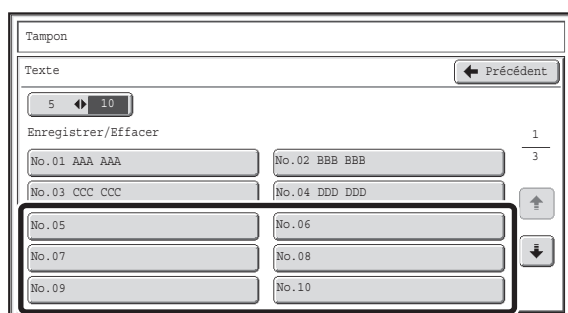 Tampon
Texte
Précédent
5 10
Enregistrer/Effacer
1
3
No.01 AAA AAA
No.02 BBB BBB
No.03 CCC CCC
No.04 DDD DDD
No.05
No.06
No.07
No.08
No.09
No.10